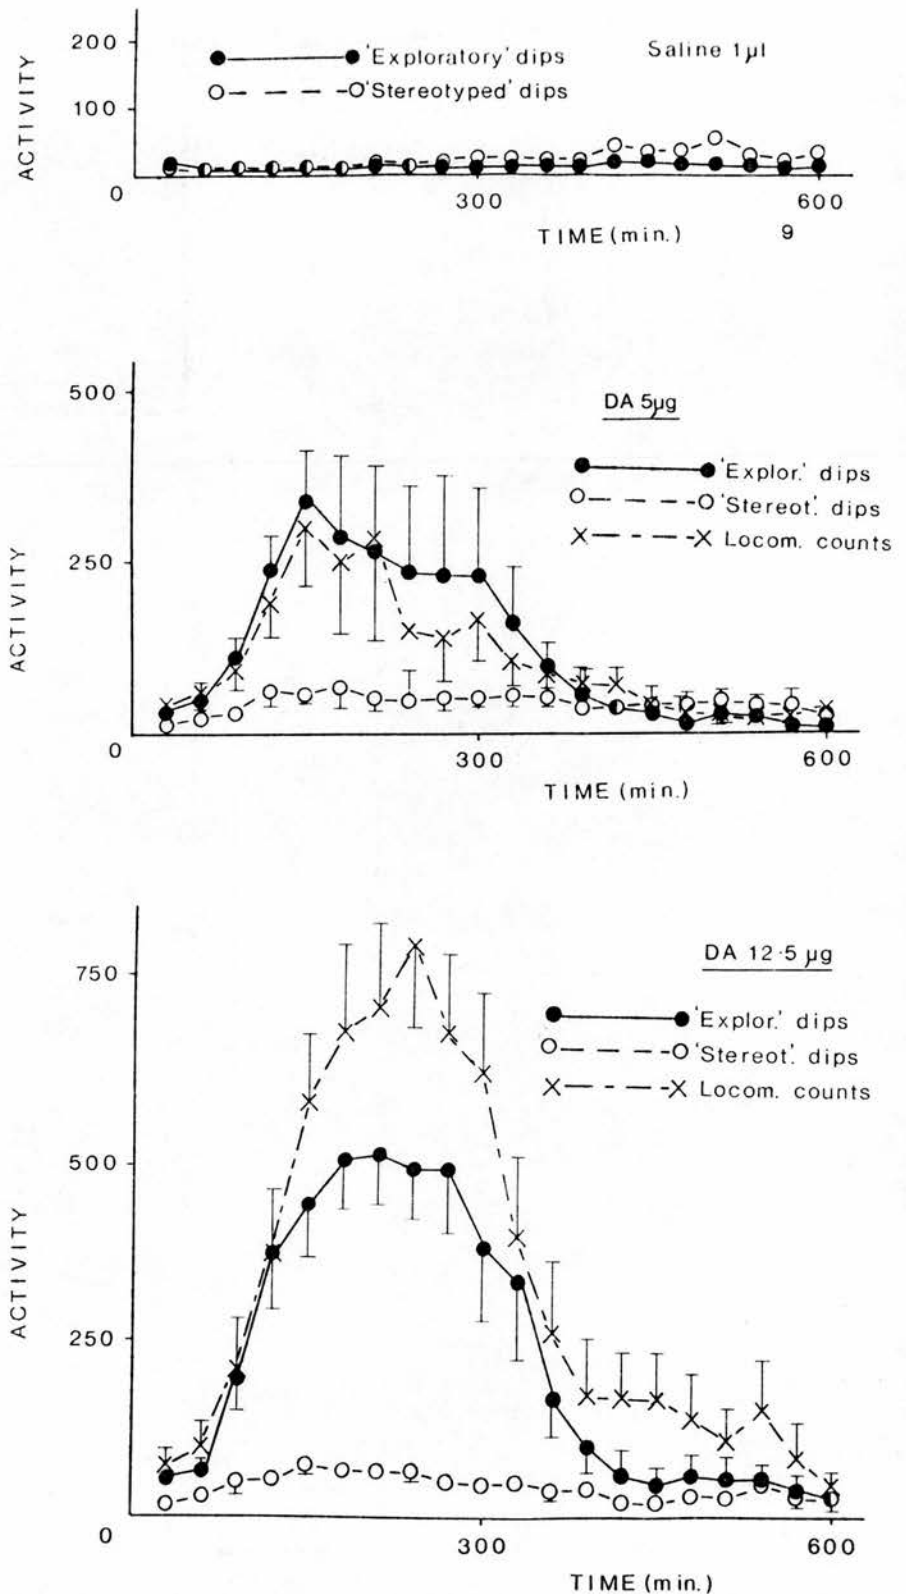 200
100
0
ACTIVITY
'Exploratory' dips
'Stereotyped' dips
Saline 1µl
300
600
TIME (min.)
9
500
250
0
ACTIVITY
DA 5µg
'Explor.' dips
'Stereot'. dips
Locom. counts
300
600
TIME (min.)
750
500
250
0
ACTIVITY
DA 12·5 µg
'Explor.' dips
'Stereot'. dips
Locom. counts
300
600
TIME (min.)